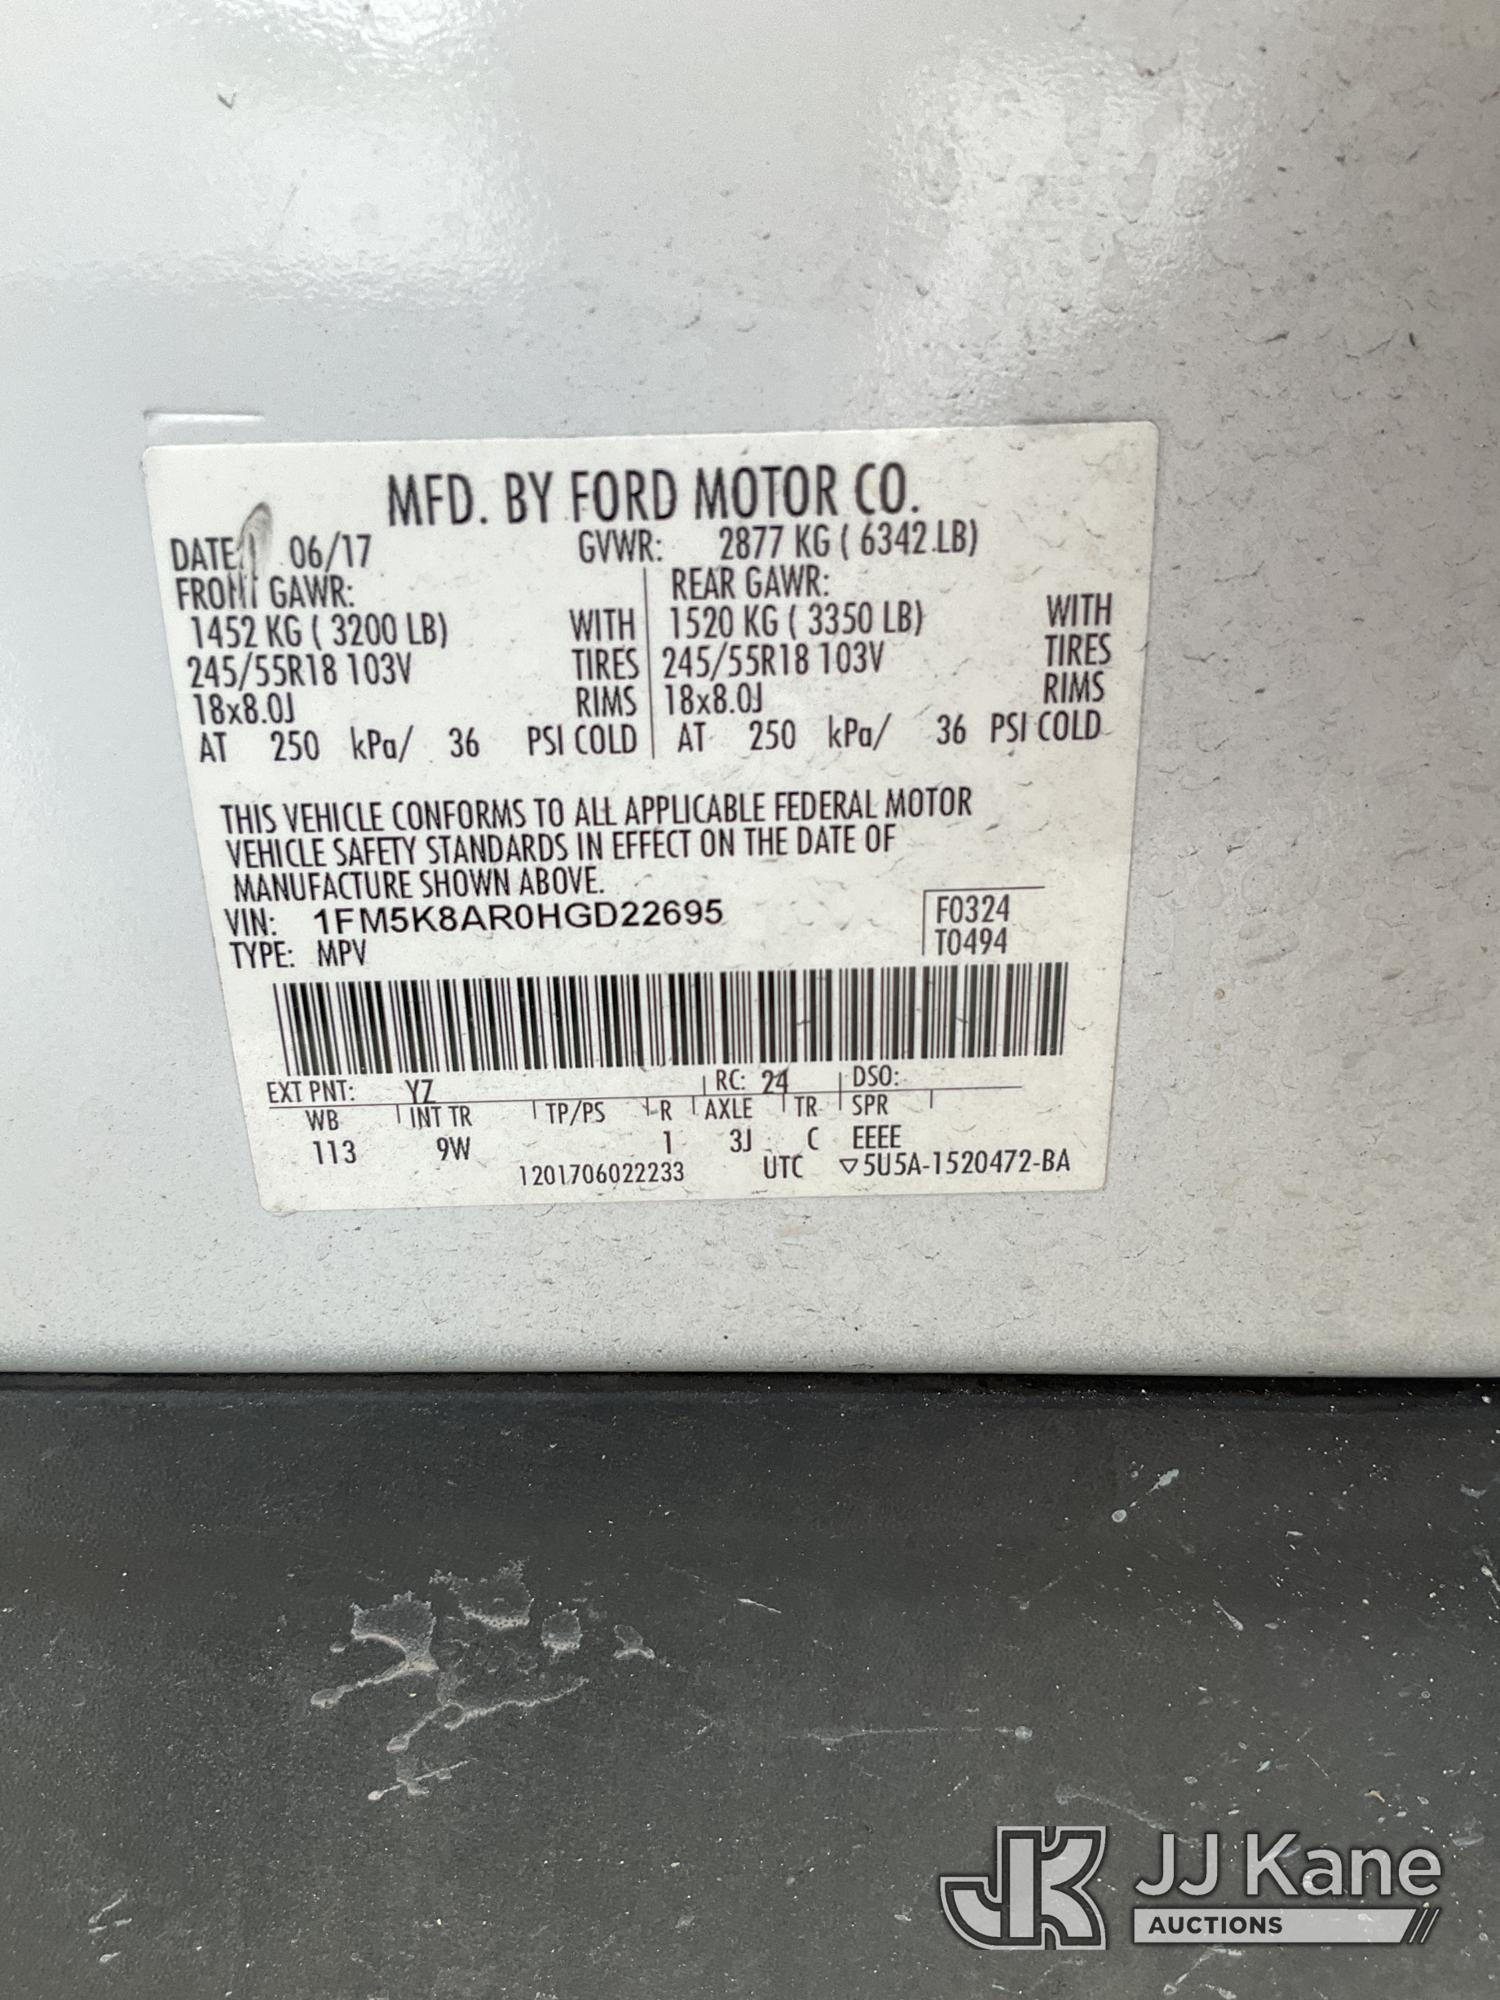 MFD. BY FORD MOTOR CO.
DATE: 06/17 GVWR: 2877 KG ( 6342 LB)
FRONT GAWR: REAR GAWR:
1452 KG ( 3200 LB) WITH 1520 KG ( 3350 LB) WITH
245/55R18 103V TIRES 245/55R18 103V TIRES
18x8.0J RIMS 18x8.0J RIMS
AT 250 kPa/ 36 PSI COLD AT 250 kPa/ 36 PSI COLD
THIS VEHICLE CONFORMS TO ALL APPLICABLE FEDERAL MOTOR
VEHICLE SAFETY STANDARDS IN EFFECT ON THE DATE OF
MANUFACTURE SHOWN ABOVE.
VIN: 1FM5K8AR0HGD22695 F0324
TYPE: MPV T0494
EXT PNT: YZ RC: 24 DSO:
WB INT TR TP/PS R AXLE TR SPR
113 9W 1 3J C EEEE
1201706022233 UTC ▽5U5A-1520472-BA
JK JJ Kane
AUCTIONS